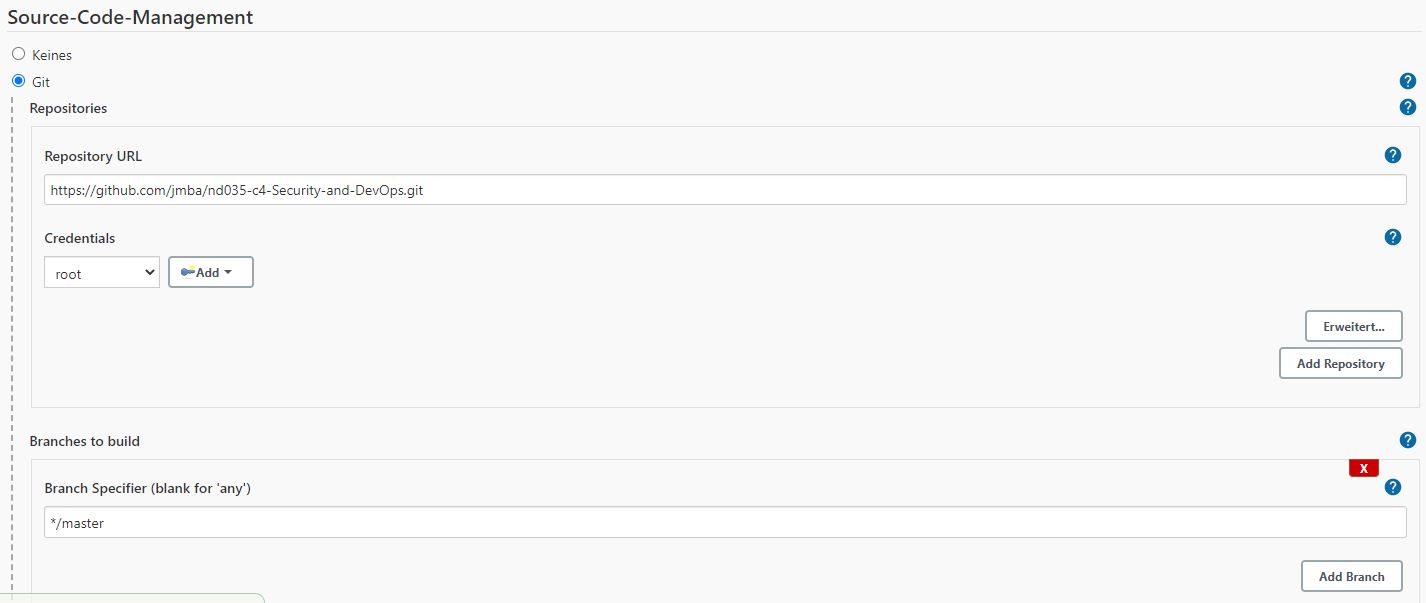 Source-Code-Management
Keines
Git
?
Repositories
?
Repository URL
?
https://github.com/jmba/nd035-c4-Security-and-DevOps.git
Credentials
?
root
Add
Erweitert...
Add Repository
Branches to build
?
X
Branch Specifier (blank for 'any')
?
*/master
Add Branch